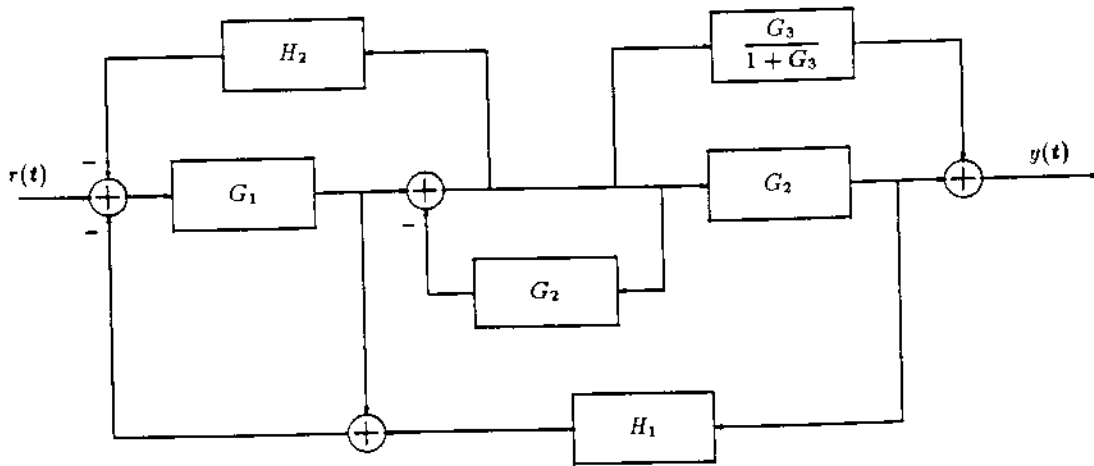 H₂
G₃
1 + G₃
−
r(t)
+
G₁
+
G₂
+
y(t)
−
−
G₂
+
H₁